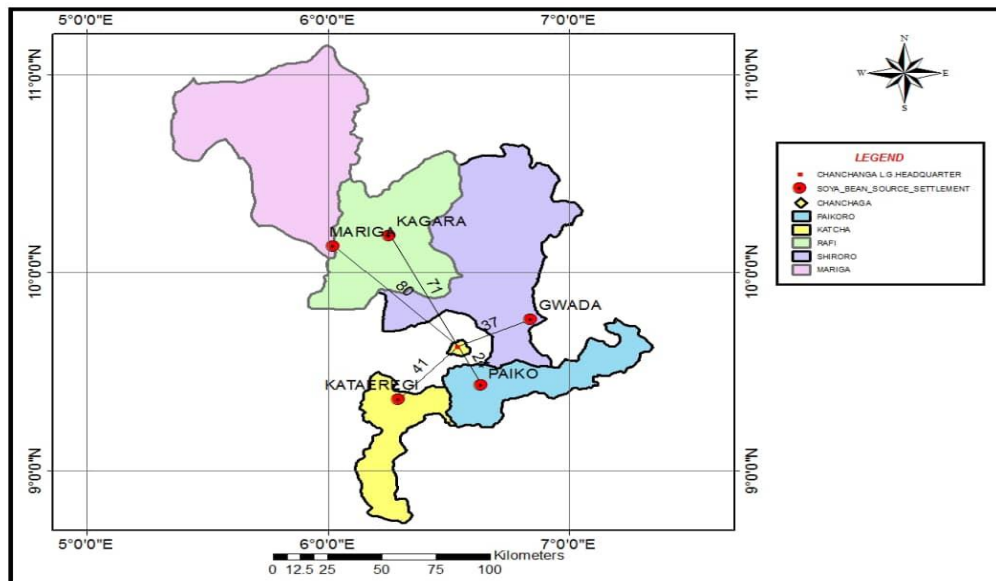 5°0'0"E 6°0'0"E 7°0'0"E
11°0'0"N 11°0'0"N
N
W E
S
LEGEND
CHANCHANGA L.G.HEADQUARTER
SOYA_BEAN_SOURCE_SETTLEMENT
CHANCHAGA
PAIKORO
KATCHA
RAFI
SHIRORO
MARIGA
KAGARA
MARIGA
10°0'0"N 10°0'0"N
80 71
GWADA
37
41
24
PAIKO
KATAEREGI
9°0'0"N 9°0'0"N
5°0'0"E 6°0'0"E 7°0'0"E
Kilometers
0 12.5 25 50 75 100